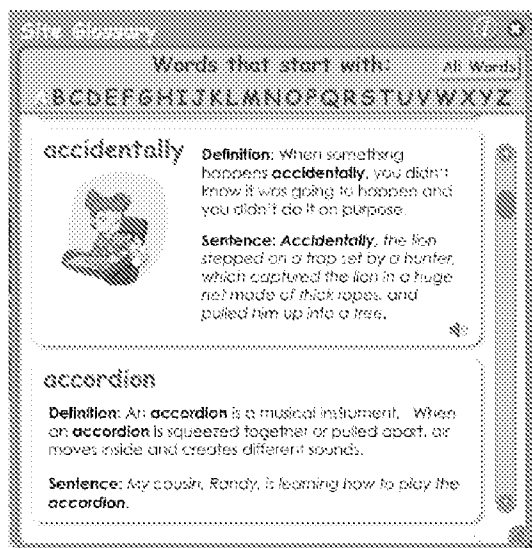 Site Glossary
Words that start with:
All Words
ABCDEFGHIJKLMNOPQRSTUVWXYZ
accidentally
Definition: When something
happens accidentally, you didn't
know it was going to happen and
you didn't do it on purpose.
Sentence: Accidentally, the lion
stepped on a trap set by a hunter,
which captured the lion in a huge
net made of thick ropes, and
pulled him up into a tree.
accordion
Definition: An accordion is a musical instrument. When
an accordion is squeezed together or pulled apart, air
moves inside and creates different sounds.
Sentence: My cousin, Randy, is learning how to play the
accordion.